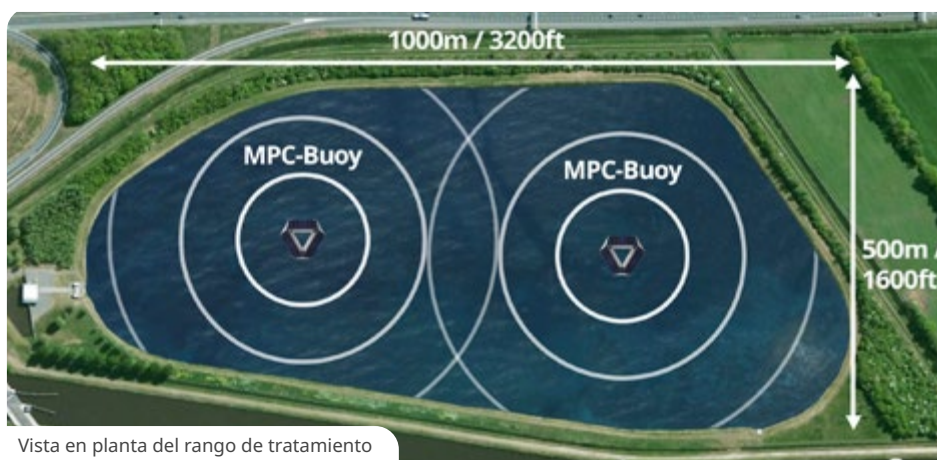 1000m / 3200ft
MPC-Buoy
MPC-Buoy
500m /
1600ft
Vista en planta del rango de tratamiento